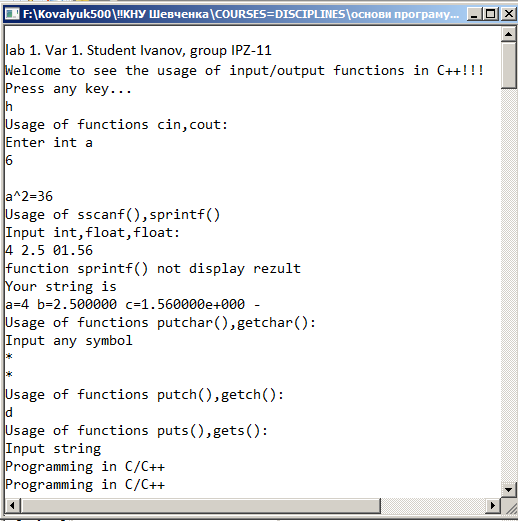 F:\Kovalyuk500\!!КНУ Шевченка\COURSES=DISCIPLINES\основи програму...
lab 1. Var 1. Student Ivanov, group IPZ-11
Welcome to see the usage of input/output functions in C++!!!
Press any key...
h
Usage of functions cin,cout:
Enter int a
6
a^2=36
Usage of sscanf(),sprintf()
Input int,float,float:
4 2.5 01.56
function sprintf() not display rezult
Your string is
a=4 b=2.500000 c=1.560000e+000 -
Usage of functions putchar(),getchar():
Input any symbol
*
*
Usage of functions putch(),getch():
d
Usage of functions puts(),gets():
Input string
Programming in C/C++
Programming in C/C++